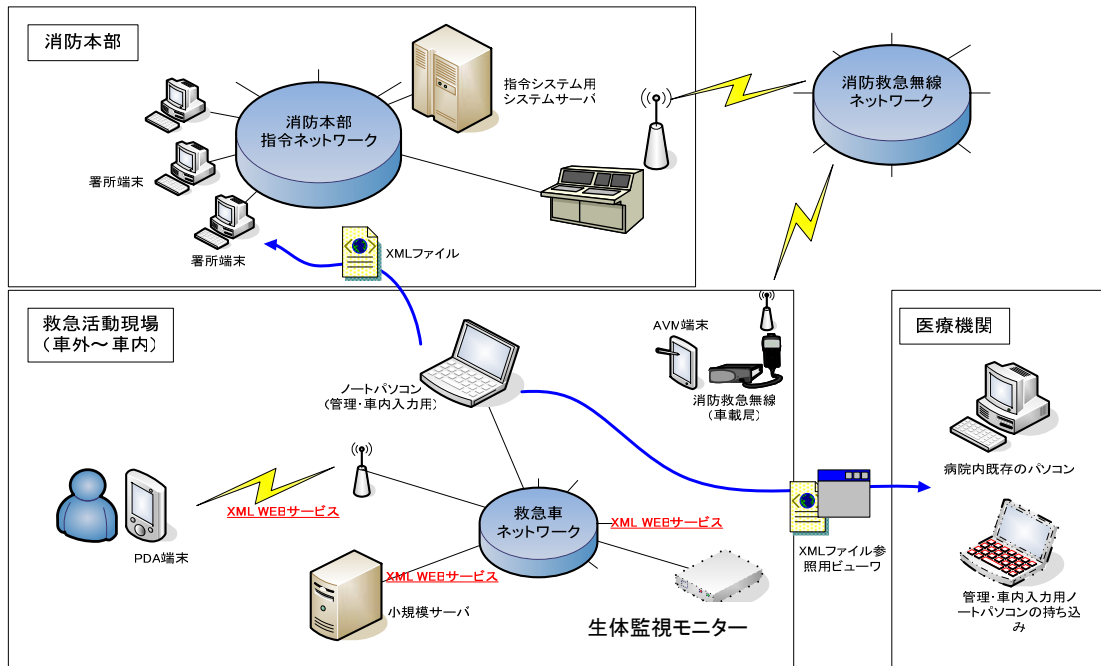 消防本部
指令システム用
システムサーバ
消防救急無線
ネットワーク
消防本部
指令ネットワーク
署所端末
署所端末
XMLファイル
救急活動現場
(車外～車内)
AVM端末
医療機関
ノートパソコン
(管理・車内入力用)
消防救急無線
(車載局)
病院内既存のパソコン
XML WEBサービス
救急車
ネットワーク
XML WEBサービス
PDA端末
XMLファイル参
照用ビューワ
XML WEBサービス
小規模サーバ
生体監視モニター
管理・車内入力用ノ
ートパソコンの持ち込
み